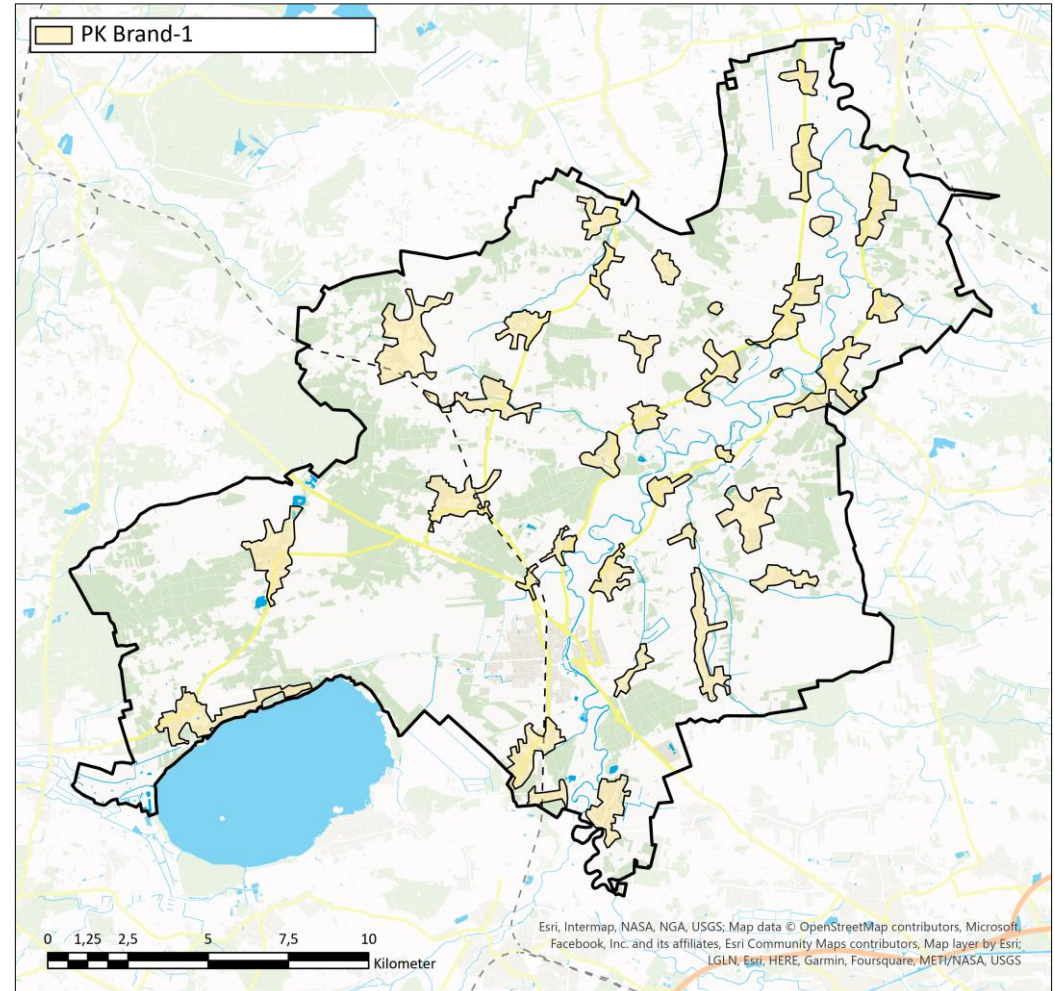 PK Brand-1
Esri, Intermap, NASA, NGA, USGS; Map data © OpenStreetMap contributors, Microsoft,
Facebook, Inc. and its affiliates, Esri Community Maps contributors, Map layer by Esri;
LGLN, Esri, HERE, Garmin, Foursquare, METI/NASA, USGS
0 1,25 2,5 5 7,5 10
Kilometer